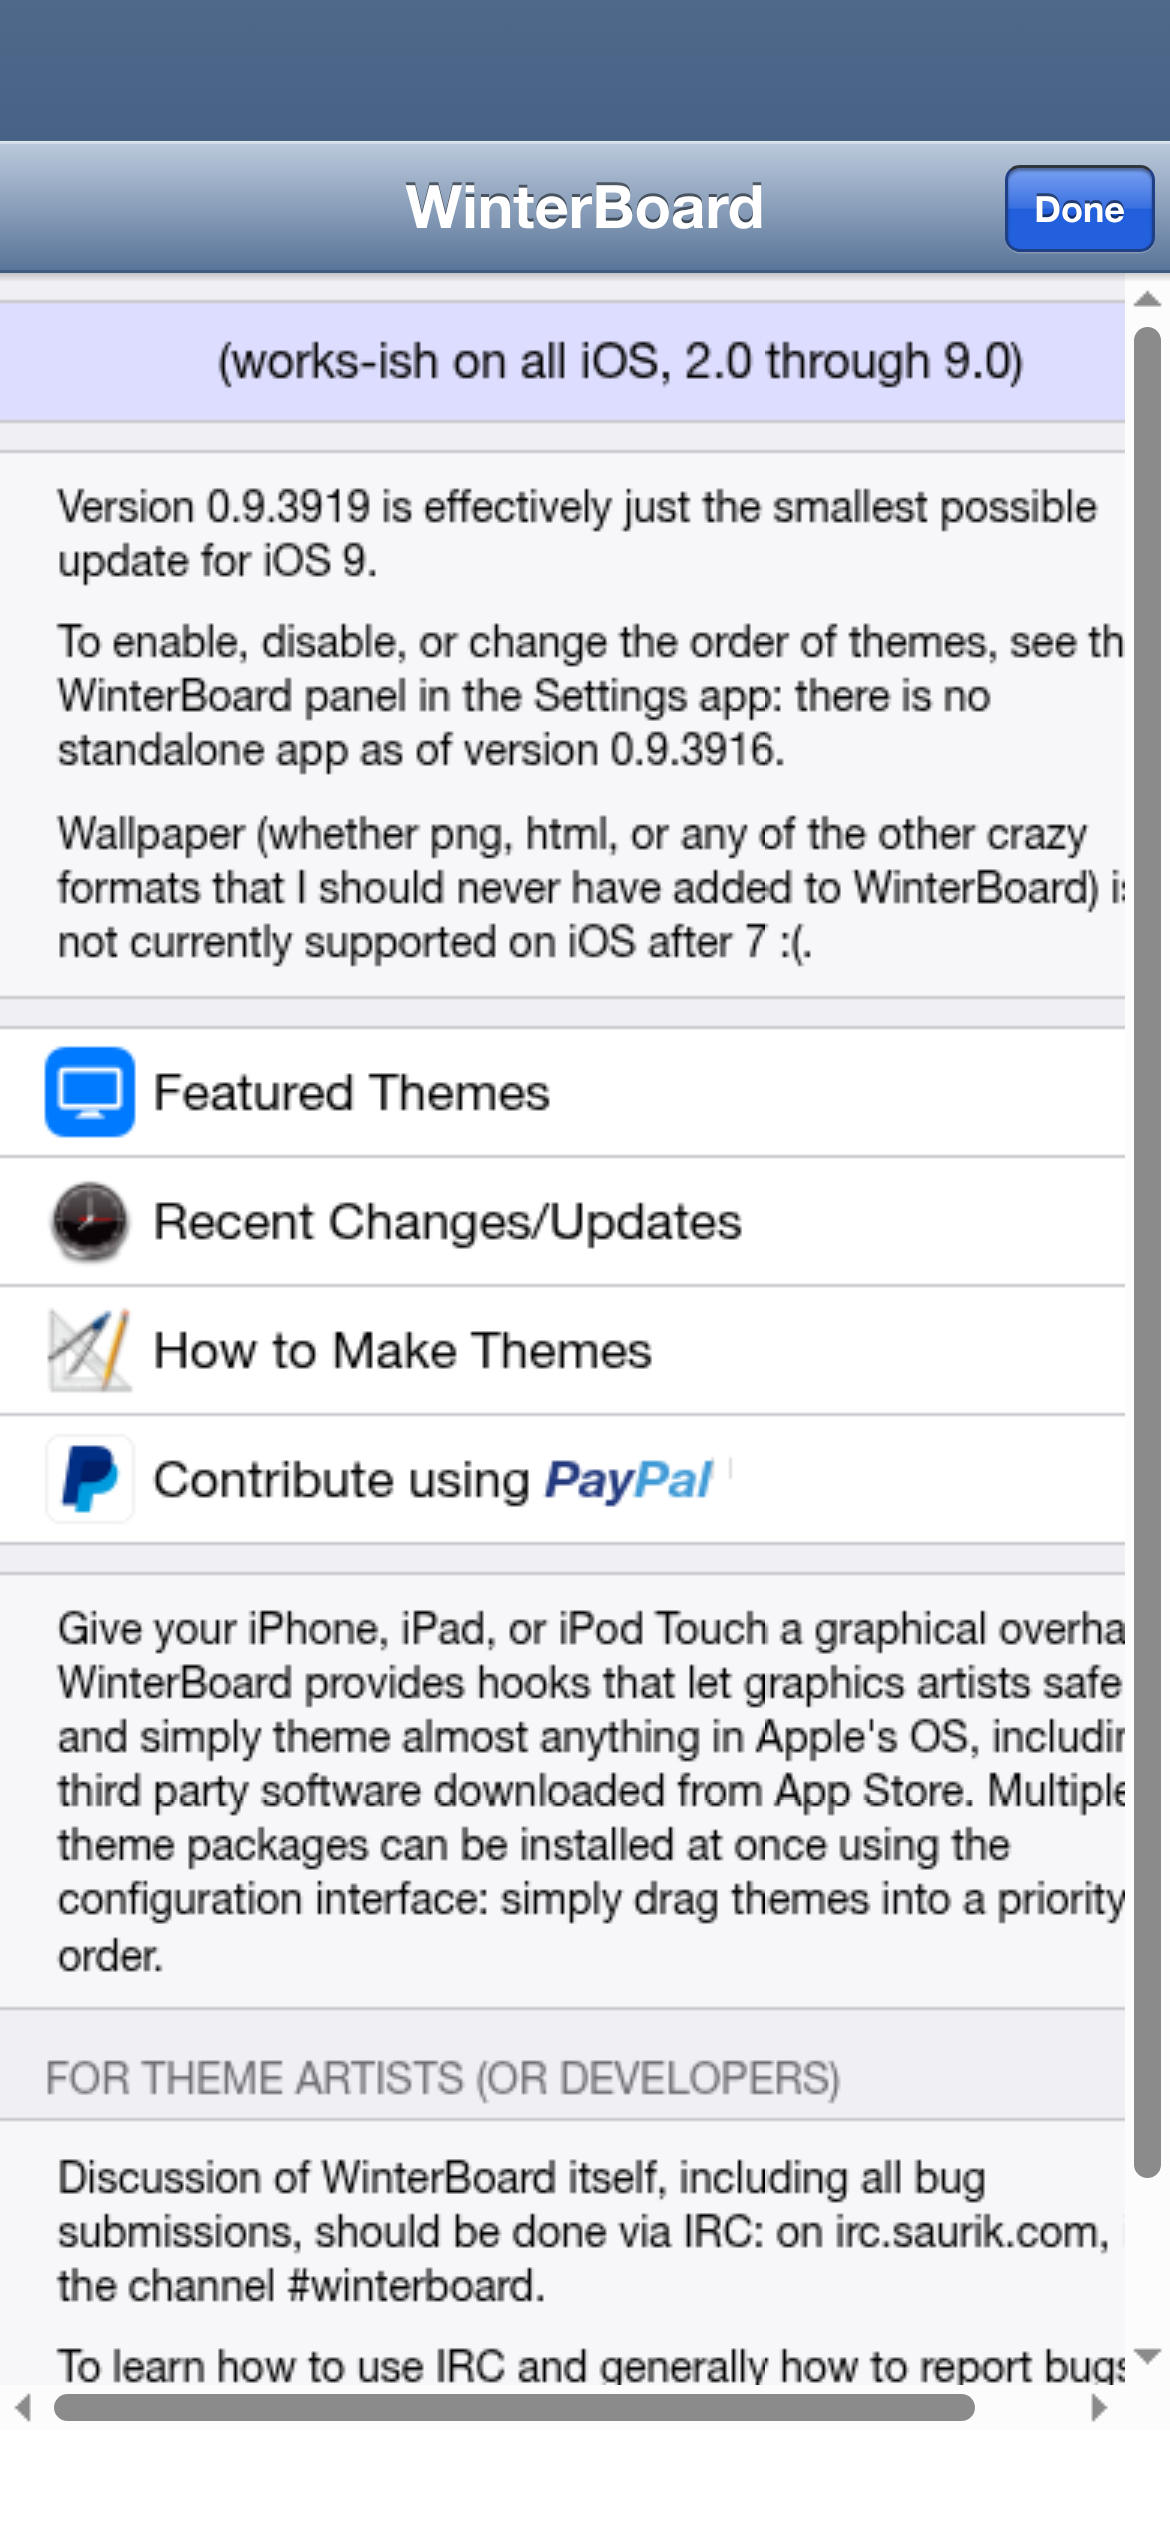 WinterBoard
Done
(works-ish on all iOS, 2.0 through 9.0)
Version 0.9.3919 is effectively just the smallest possible
update for iOS 9.
To enable, disable, or change the order of themes, see th
WinterBoard panel in the Settings app: there is no
standalone app as of version 0.9.3916.
Wallpaper (whether png, html, or any of the other crazy
formats that I should never have added to WinterBoard) is
not currently supported on iOS after 7 :(.
Featured Themes
Recent Changes/Updates
How to Make Themes
Contribute using PayPal
Give your iPhone, iPad, or iPod Touch a graphical overha
WinterBoard provides hooks that let graphics artists safe
and simply theme almost anything in Apple's OS, includin
third party software downloaded from App Store. Multiple
theme packages can be installed at once using the
configuration interface: simply drag themes into a priority
order.
FOR THEME ARTISTS (OR DEVELOPERS)
Discussion of WinterBoard itself, including all bug
submissions, should be done via IRC: on irc.saurik.com,
the channel #winterboard.
To learn how to use IRC and generally how to report bugs